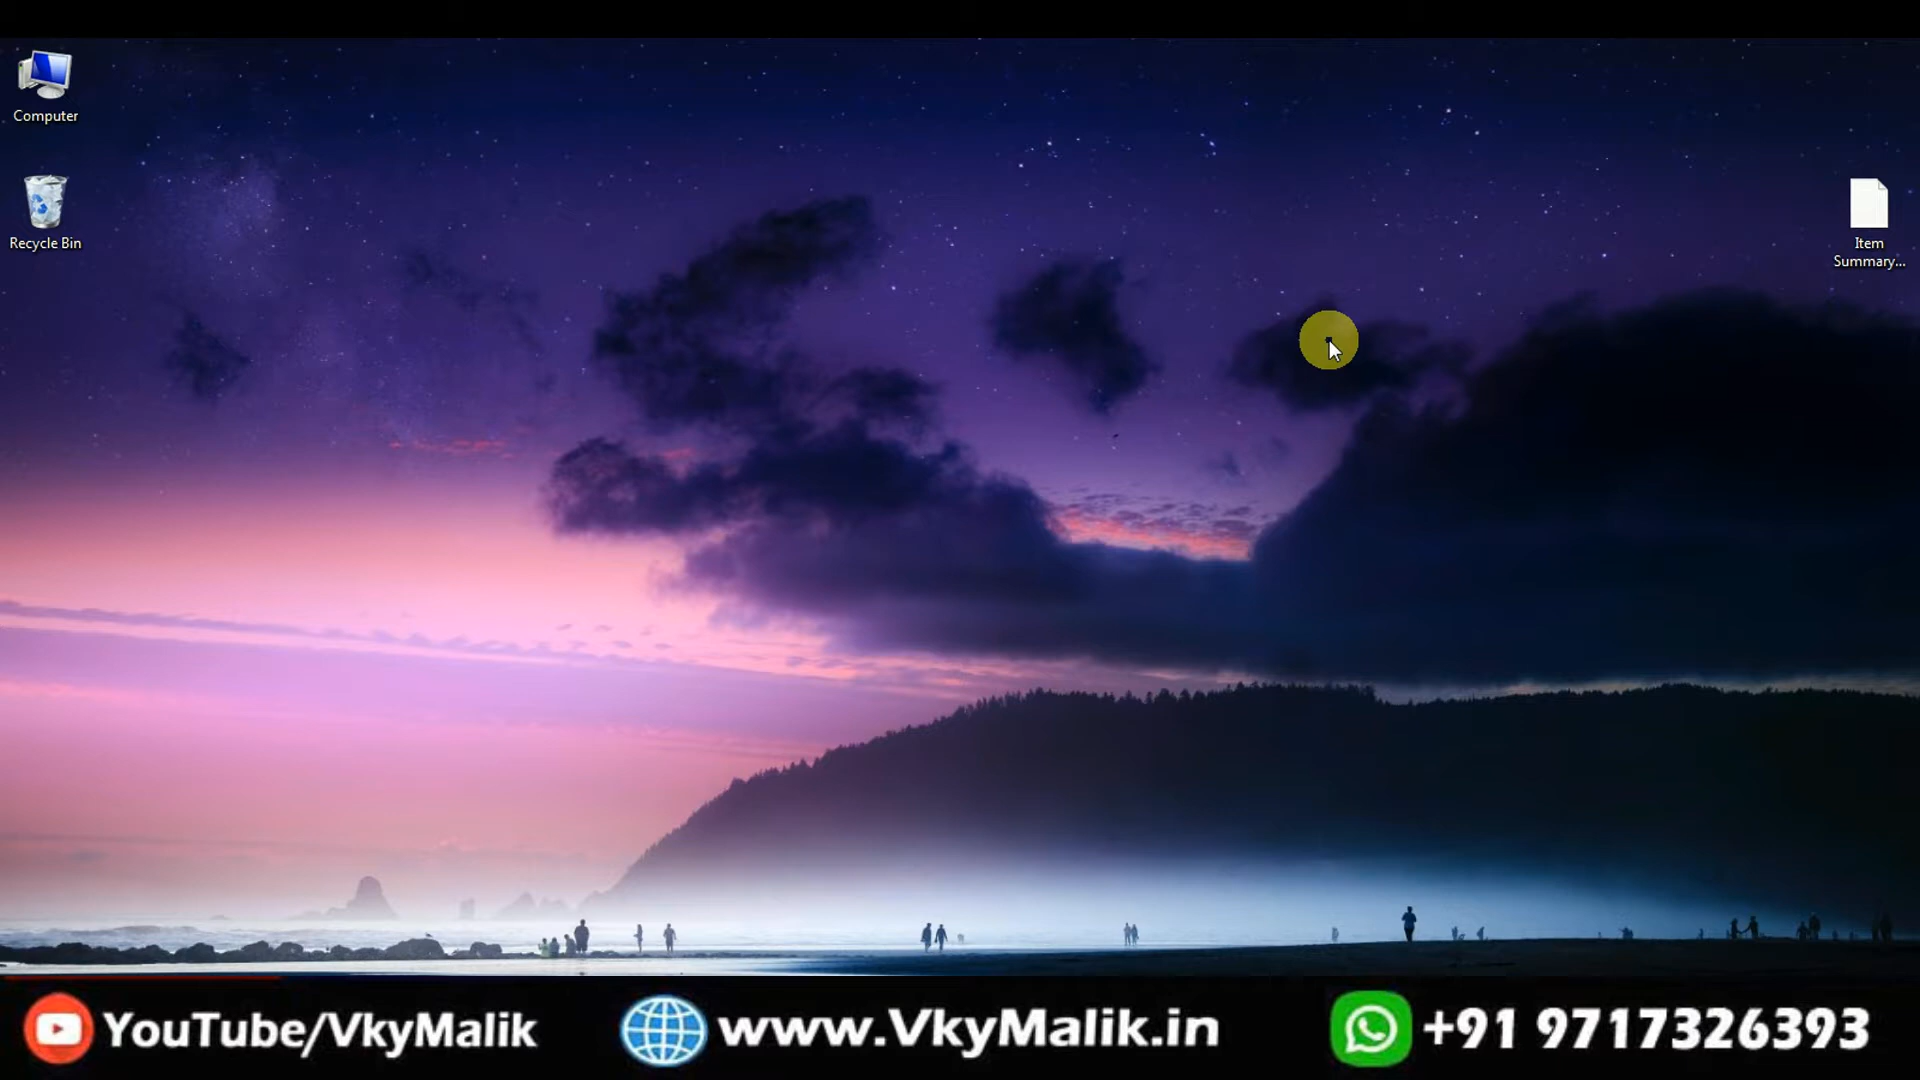 Computer
Recycle Bin
Item
Summary...
YouTube/VkyMalik
www.VkyMalik.in
+91 9717326393